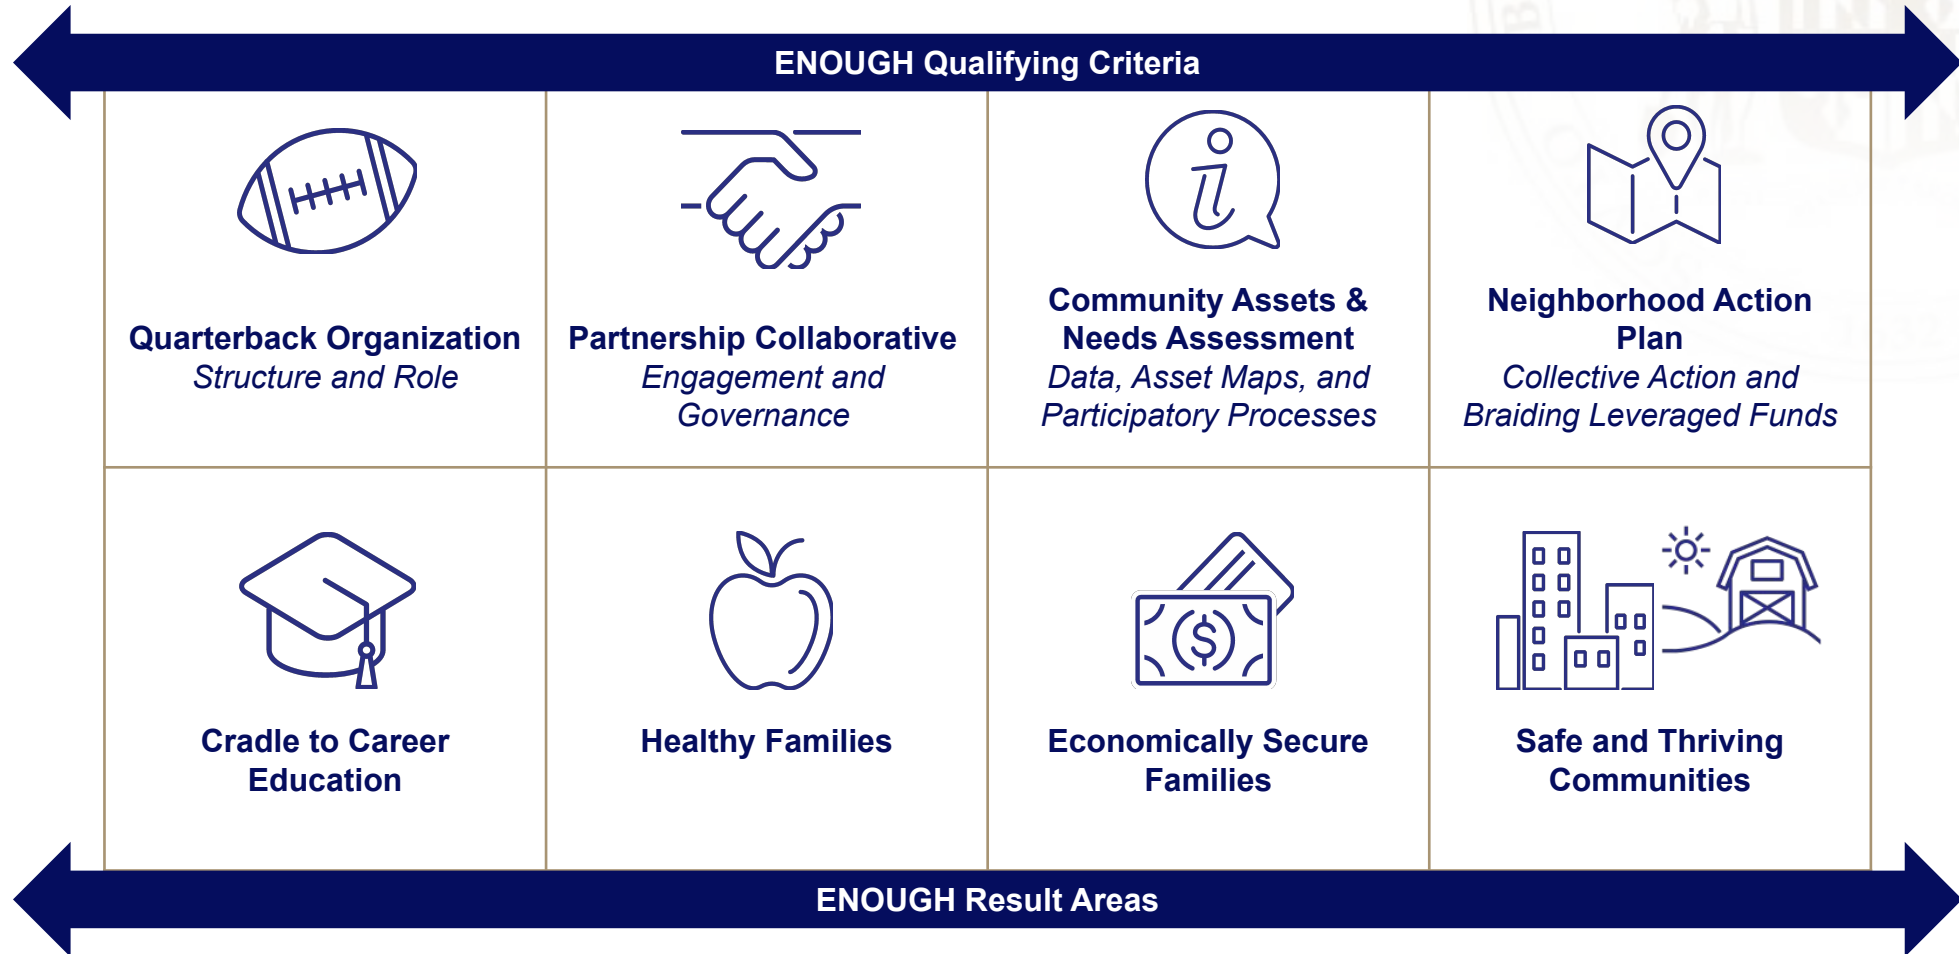 ENOUGH Qualifying Criteria
Quarterback Organization
Structure and Role
Partnership Collaborative
Engagement and
Governance
Community Assets &
Needs Assessment
Data, Asset Maps, and
Participatory Processes
Neighborhood Action
Plan
Collective Action and
Braiding Leveraged Funds
Cradle to Career
Education
Healthy Families
Economically Secure
Families
Safe and Thriving
Communities
ENOUGH Result Areas